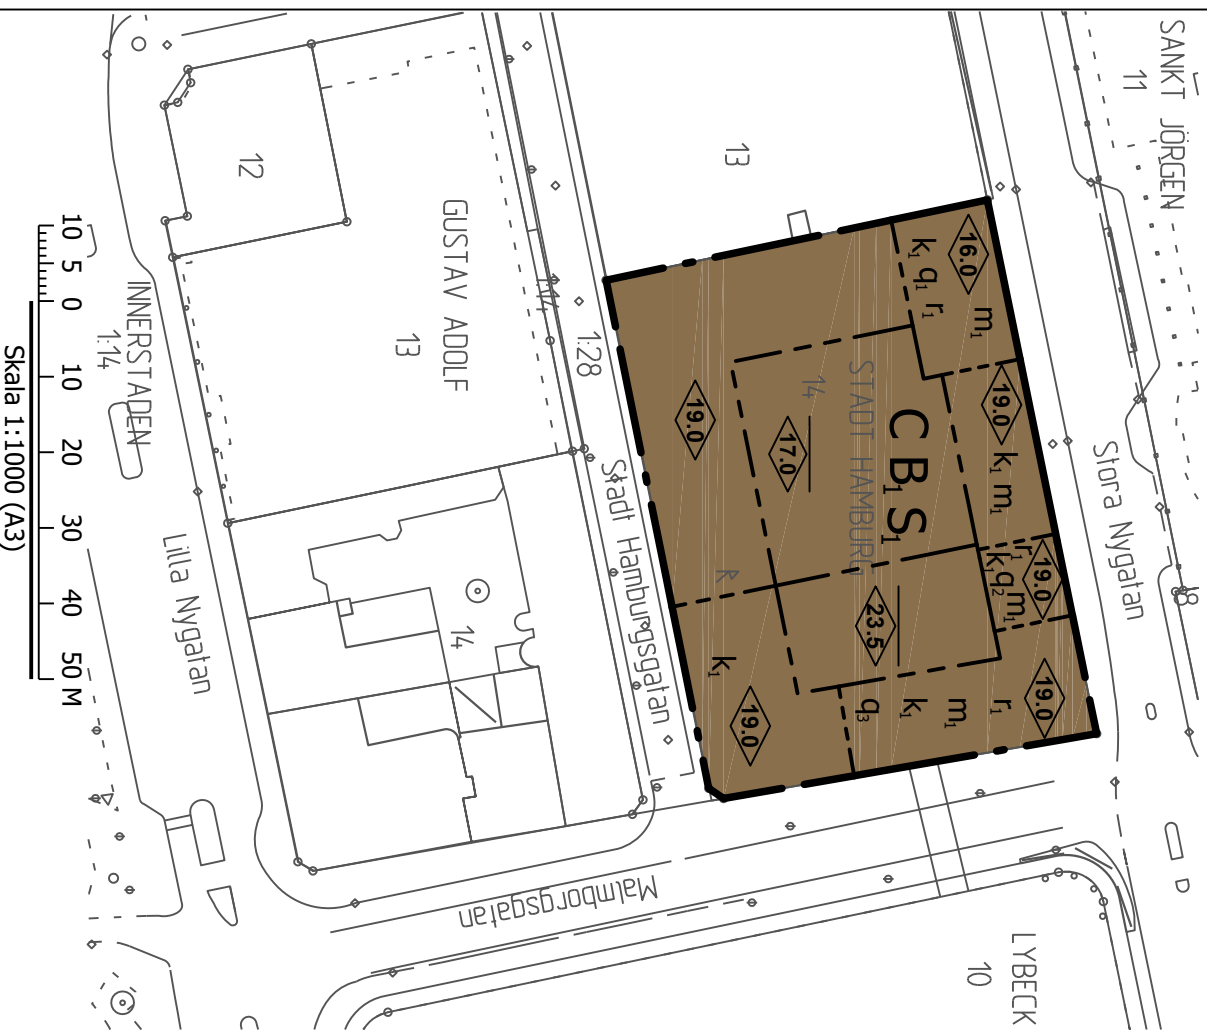 SANKT JÖRGEN
11
13
12
GUSTAV ADOLF
13
1:14
1:28
INNERSTADEN
1:14
16.0
k₁ q₁ r₁
m₁
19.0
k₁ m₁
19.0
r₁
k₁ q₂ m₁
19.0
r₁
m₁
k₁
q₃
C B₁ S₁
STADT HAMBURG
14
17.0
23.5
19.0
k₁
19.0
Stora Nygatan
Stadt Hamburgsgatan
Lilla Nygatan
14
Malmborgsgatan
LYBECK
10
10 5 0 10 20 30 40 50 M
Skala 1:1000 (A3)